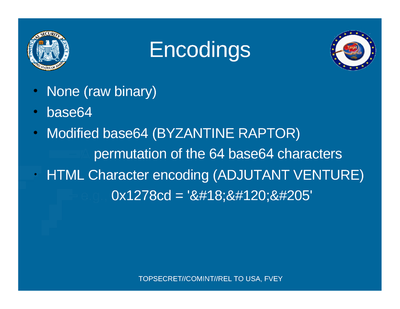 Encodings
• None (raw binary)
• base64
• Modified base64 (BYZANTINE RAPTOR)
permutation of the 64 base64 characters
• HTML Character encoding (ADJUTANT VENTURE)
0x1278cd = '&#18;&#120;&#205'
TOPSECRET//COMINT//REL TO USA, FVEY